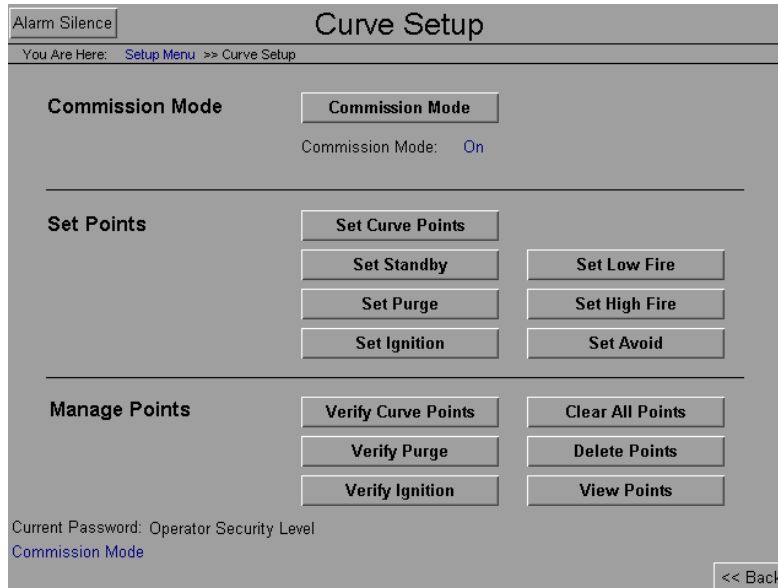 Alarm Silence
Curve Setup
You Are Here: Setup Menu >> Curve Setup
Commission Mode
Commission Mode
Commission Mode: On
Set Points
Set Curve Points
Set Standby
Set Low Fire
Set Purge
Set High Fire
Set Ignition
Set Avoid
Manage Points
Verify Curve Points
Clear All Points
Verify Purge
Delete Points
Verify Ignition
View Points
Current Password: Operator Security Level
Commission Mode
<< Back